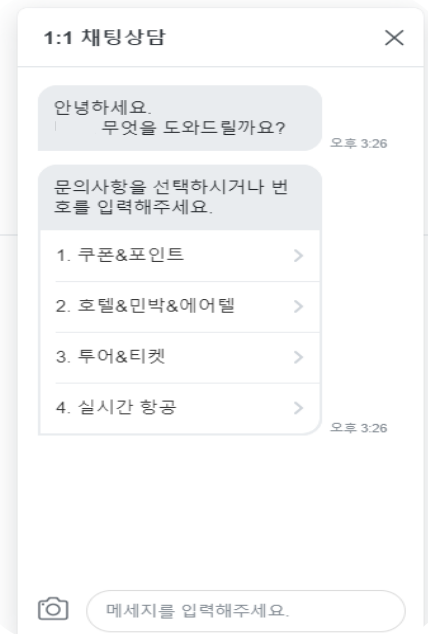 1:1 채팅상담
안녕하세요.
무엇을 도와드릴까요?
오후 3:26
문의사항을 선택하시거나 번
호를 입력해주세요.
1. 쿠폰&포인트
2. 호텔&민박&에어텔
3. 투어&티켓
4. 실시간 항공
오후 3:26
메세지를 입력해주세요.